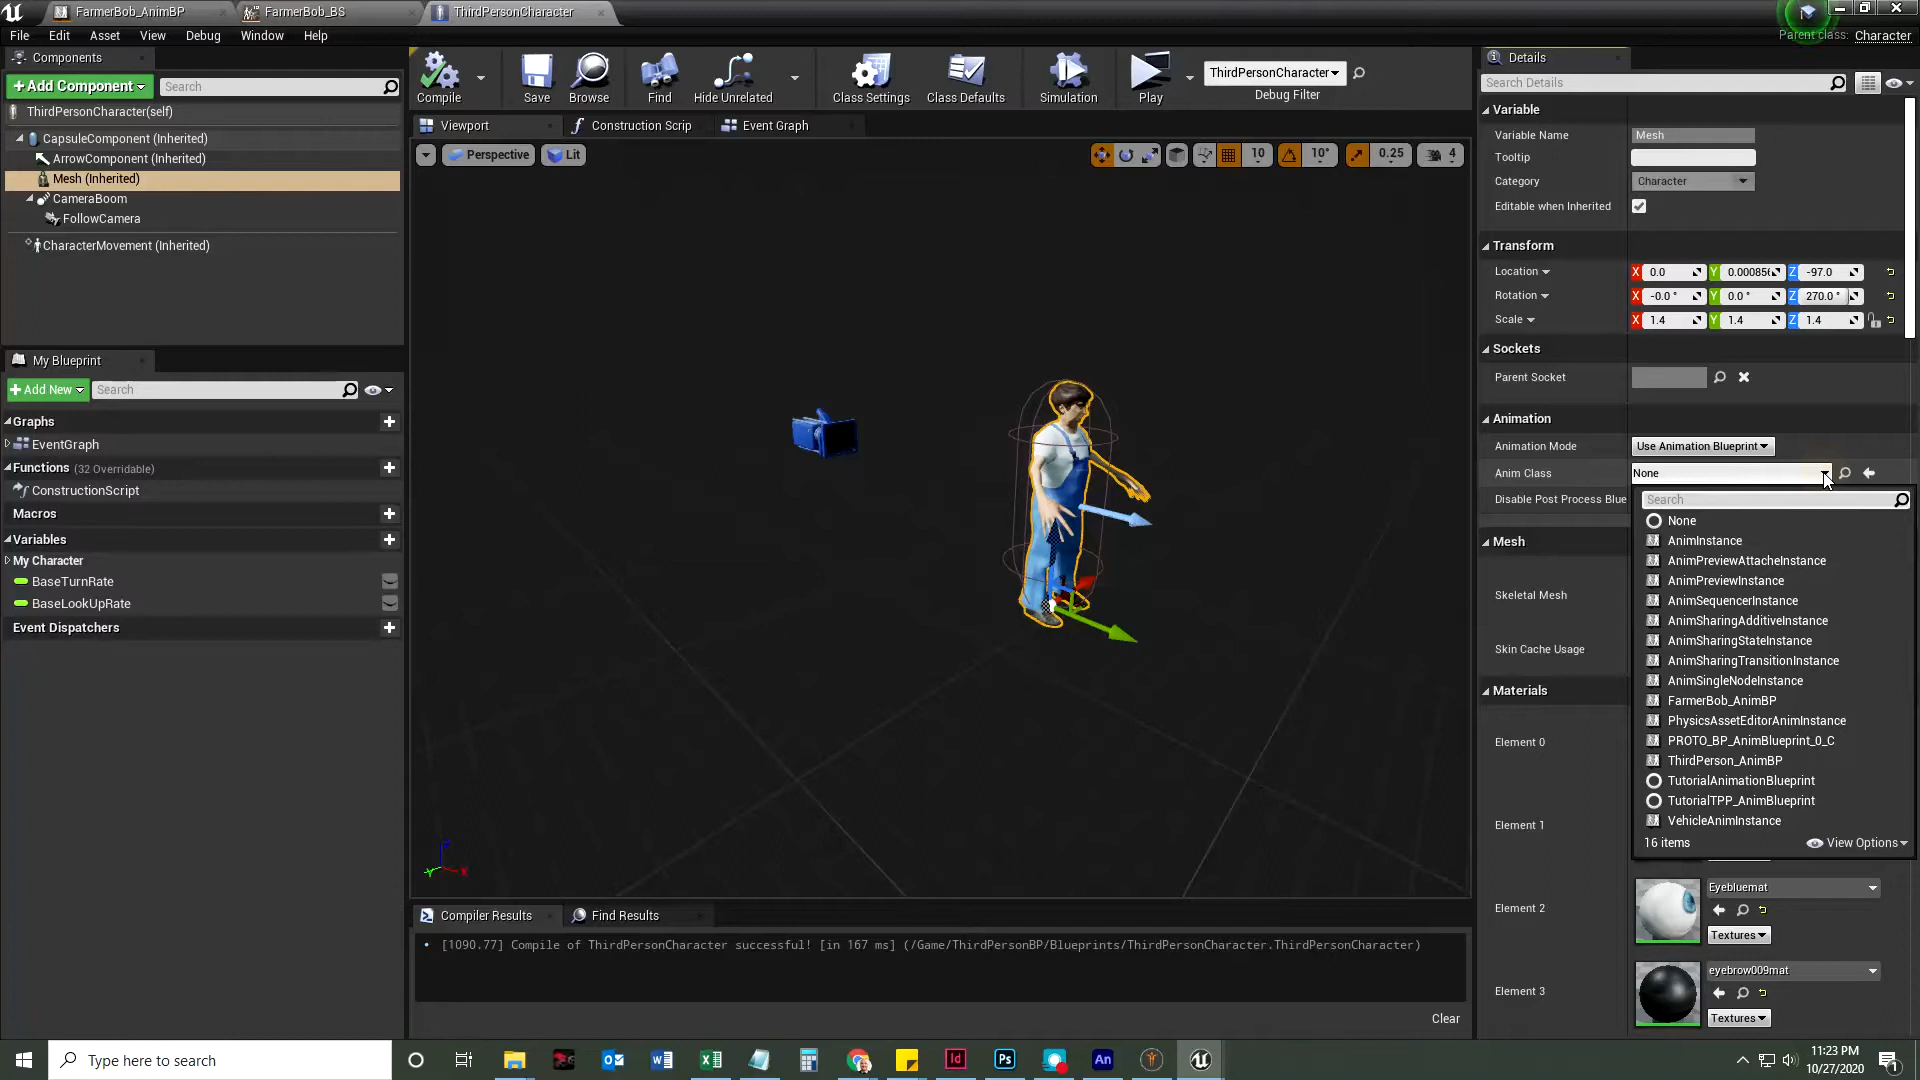 FarmerBob_AnimBP
FarmerBob_BS
ThirdPersonCharacter
File Edit Asset View Debug Window Help
Parent class: Character
Components
+ Add Component
Search
ThirdPersonCharacter(self)
CapsuleComponent (Inherited)
ArrowComponent (Inherited)
Mesh (Inherited)
CameraBoom
FollowCamera
CharacterMovement (Inherited)
My Blueprint
+ Add New
Search
Graphs
EventGraph
Functions (32 Overridable)
ConstructionScript
Macros
Variables
My Character
BaseTurnRate
BaseLookUpRate
Event Dispatchers
Compile
Save
Browse
Find
Hide Unrelated
Class Settings
Class Defaults
Simulation
Play
ThirdPersonCharacter
Debug Filter
Viewport
Construction Scrip
Event Graph
Perspective
Lit
10
10°
0.25
4
Compiler Results
Find Results
• [1090.77] Compile of ThirdPersonCharacter successful! [in 167 ms] (/Game/ThirdPersonBP/Blueprints/ThirdPersonCharacter.ThirdPersonCharacter)
Clear
Details
Search Details
Variable
Variable Name Mesh
Tooltip
Category Character
Editable when Inherited
Transform
Location X 0.0 Y 0.000856 Z -97.0
Rotation X -0.0 ° Y 0.0 ° Z 270.0 °
Scale X 1.4 Y 1.4 Z 1.4
Sockets
Parent Socket
Animation
Animation Mode Use Animation Blueprint
Anim Class None
Disable Post Process Blue
Search
None
AnimInstance
AnimPreviewAttacheInstance
AnimPreviewInstance
AnimSequencerInstance
AnimSharingAdditiveInstance
AnimSharingStateInstance
AnimSharingTransitionInstance
AnimSingleNodeInstance
FarmerBob_AnimBP
PhysicsAssetEditorAnimInstance
PROTO_BP_AnimBlueprint_0_C
ThirdPerson_AnimBP
TutorialAnimationBlueprint
TutorialTPP_AnimBlueprint
VehicleAnimInstance
16 items
View Options
Mesh
Skeletal Mesh
Skin Cache Usage
Materials
Element 0
Element 1
Element 2
Eyebluemat
Textures
Element 3
eyebrow009mat
Textures
Type here to search
Id
Ps
An
11:23 PM
10/27/2020
1